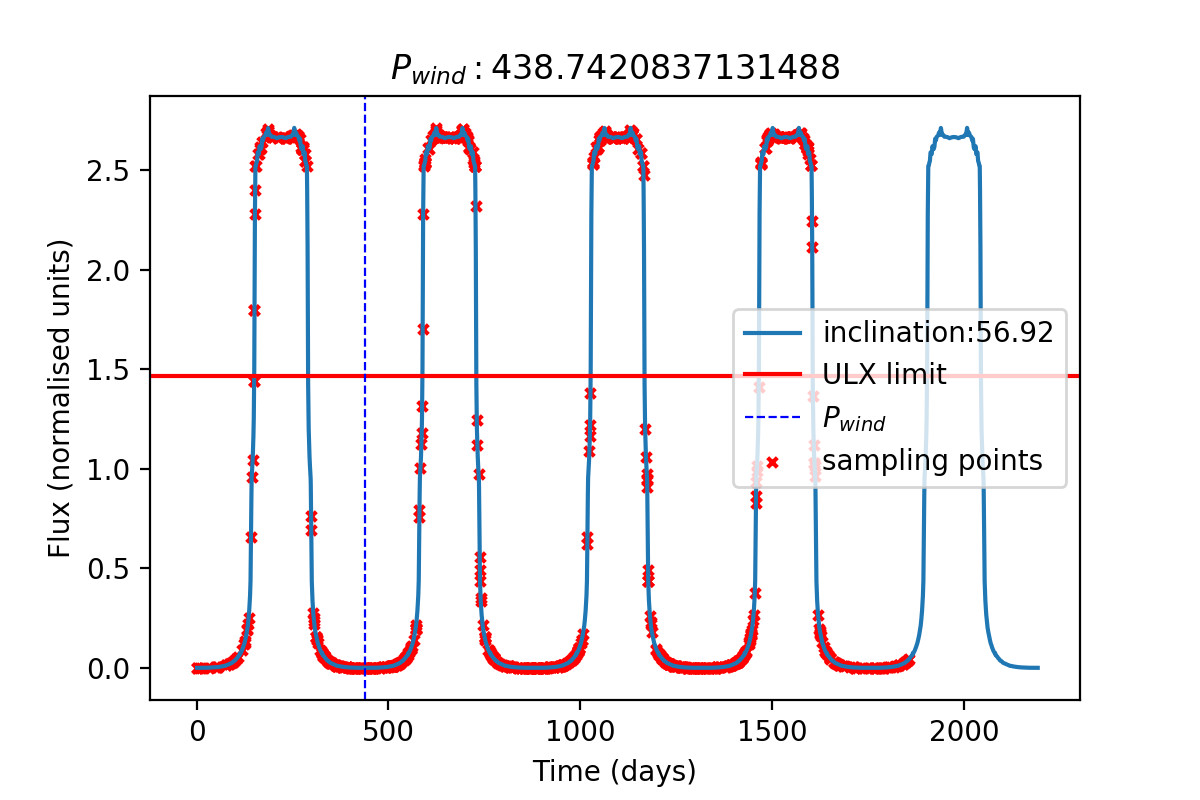 P_wind : 438.7420837131488
Flux (normalised units)
2.5
2.0
1.5
1.0
0.5
0.0
inclination:56.92
ULX limit
P_wind
sampling points
0 500 1000 1500 2000
Time (days)